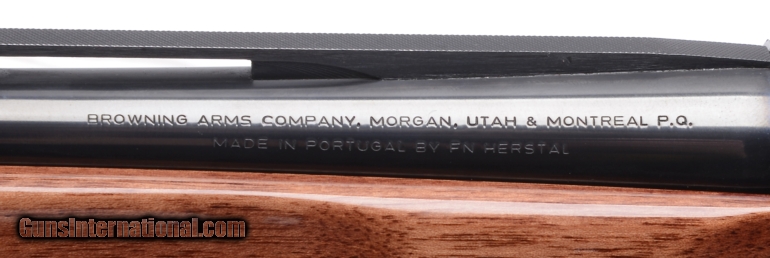 BROWNING ARMS COMPANY, MORGAN, UTAH & MONTREAL P.Q.
MADE IN PORTUGAL BY FN HERSTAL
GunsInternational.com